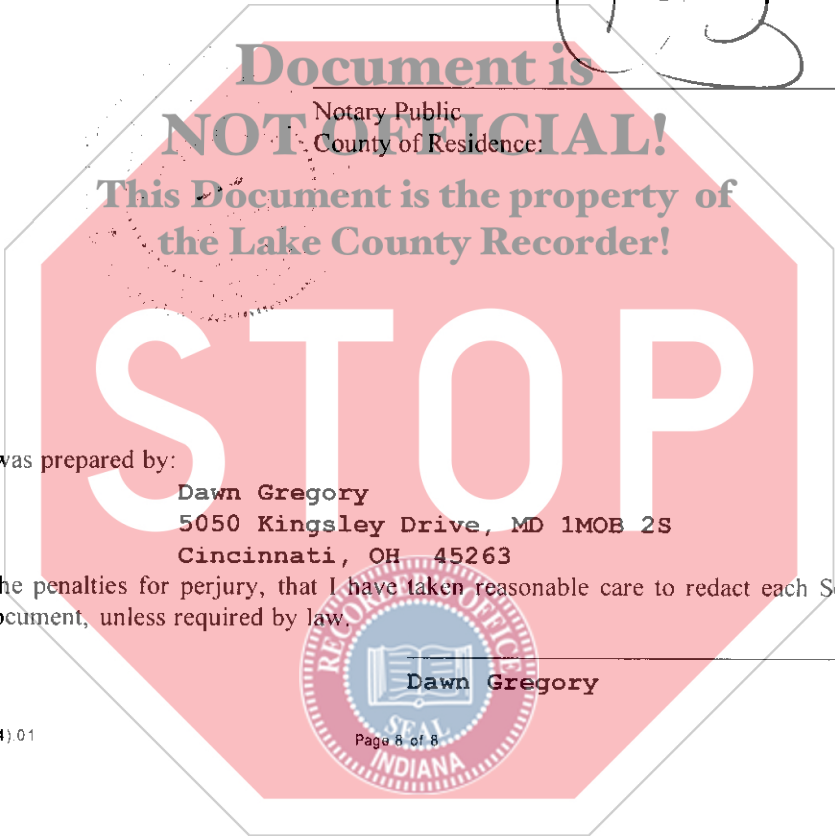 Document is
NOT OFFICIAL!
This Document is the property of
the Lake County Recorder!
Notary Public
County of Residence:
STOP
was prepared by:
Dawn Gregory
5050 Kingsley Drive, MD 1MOB 2S
Cincinnati, OH 45263
he penalties for perjury, that I have taken reasonable care to redact each S
ocument, unless required by law.
Dawn Gregory
RECORDER'S OFFICE
SEAL
INDIANA
4).01
Page 8 of 8